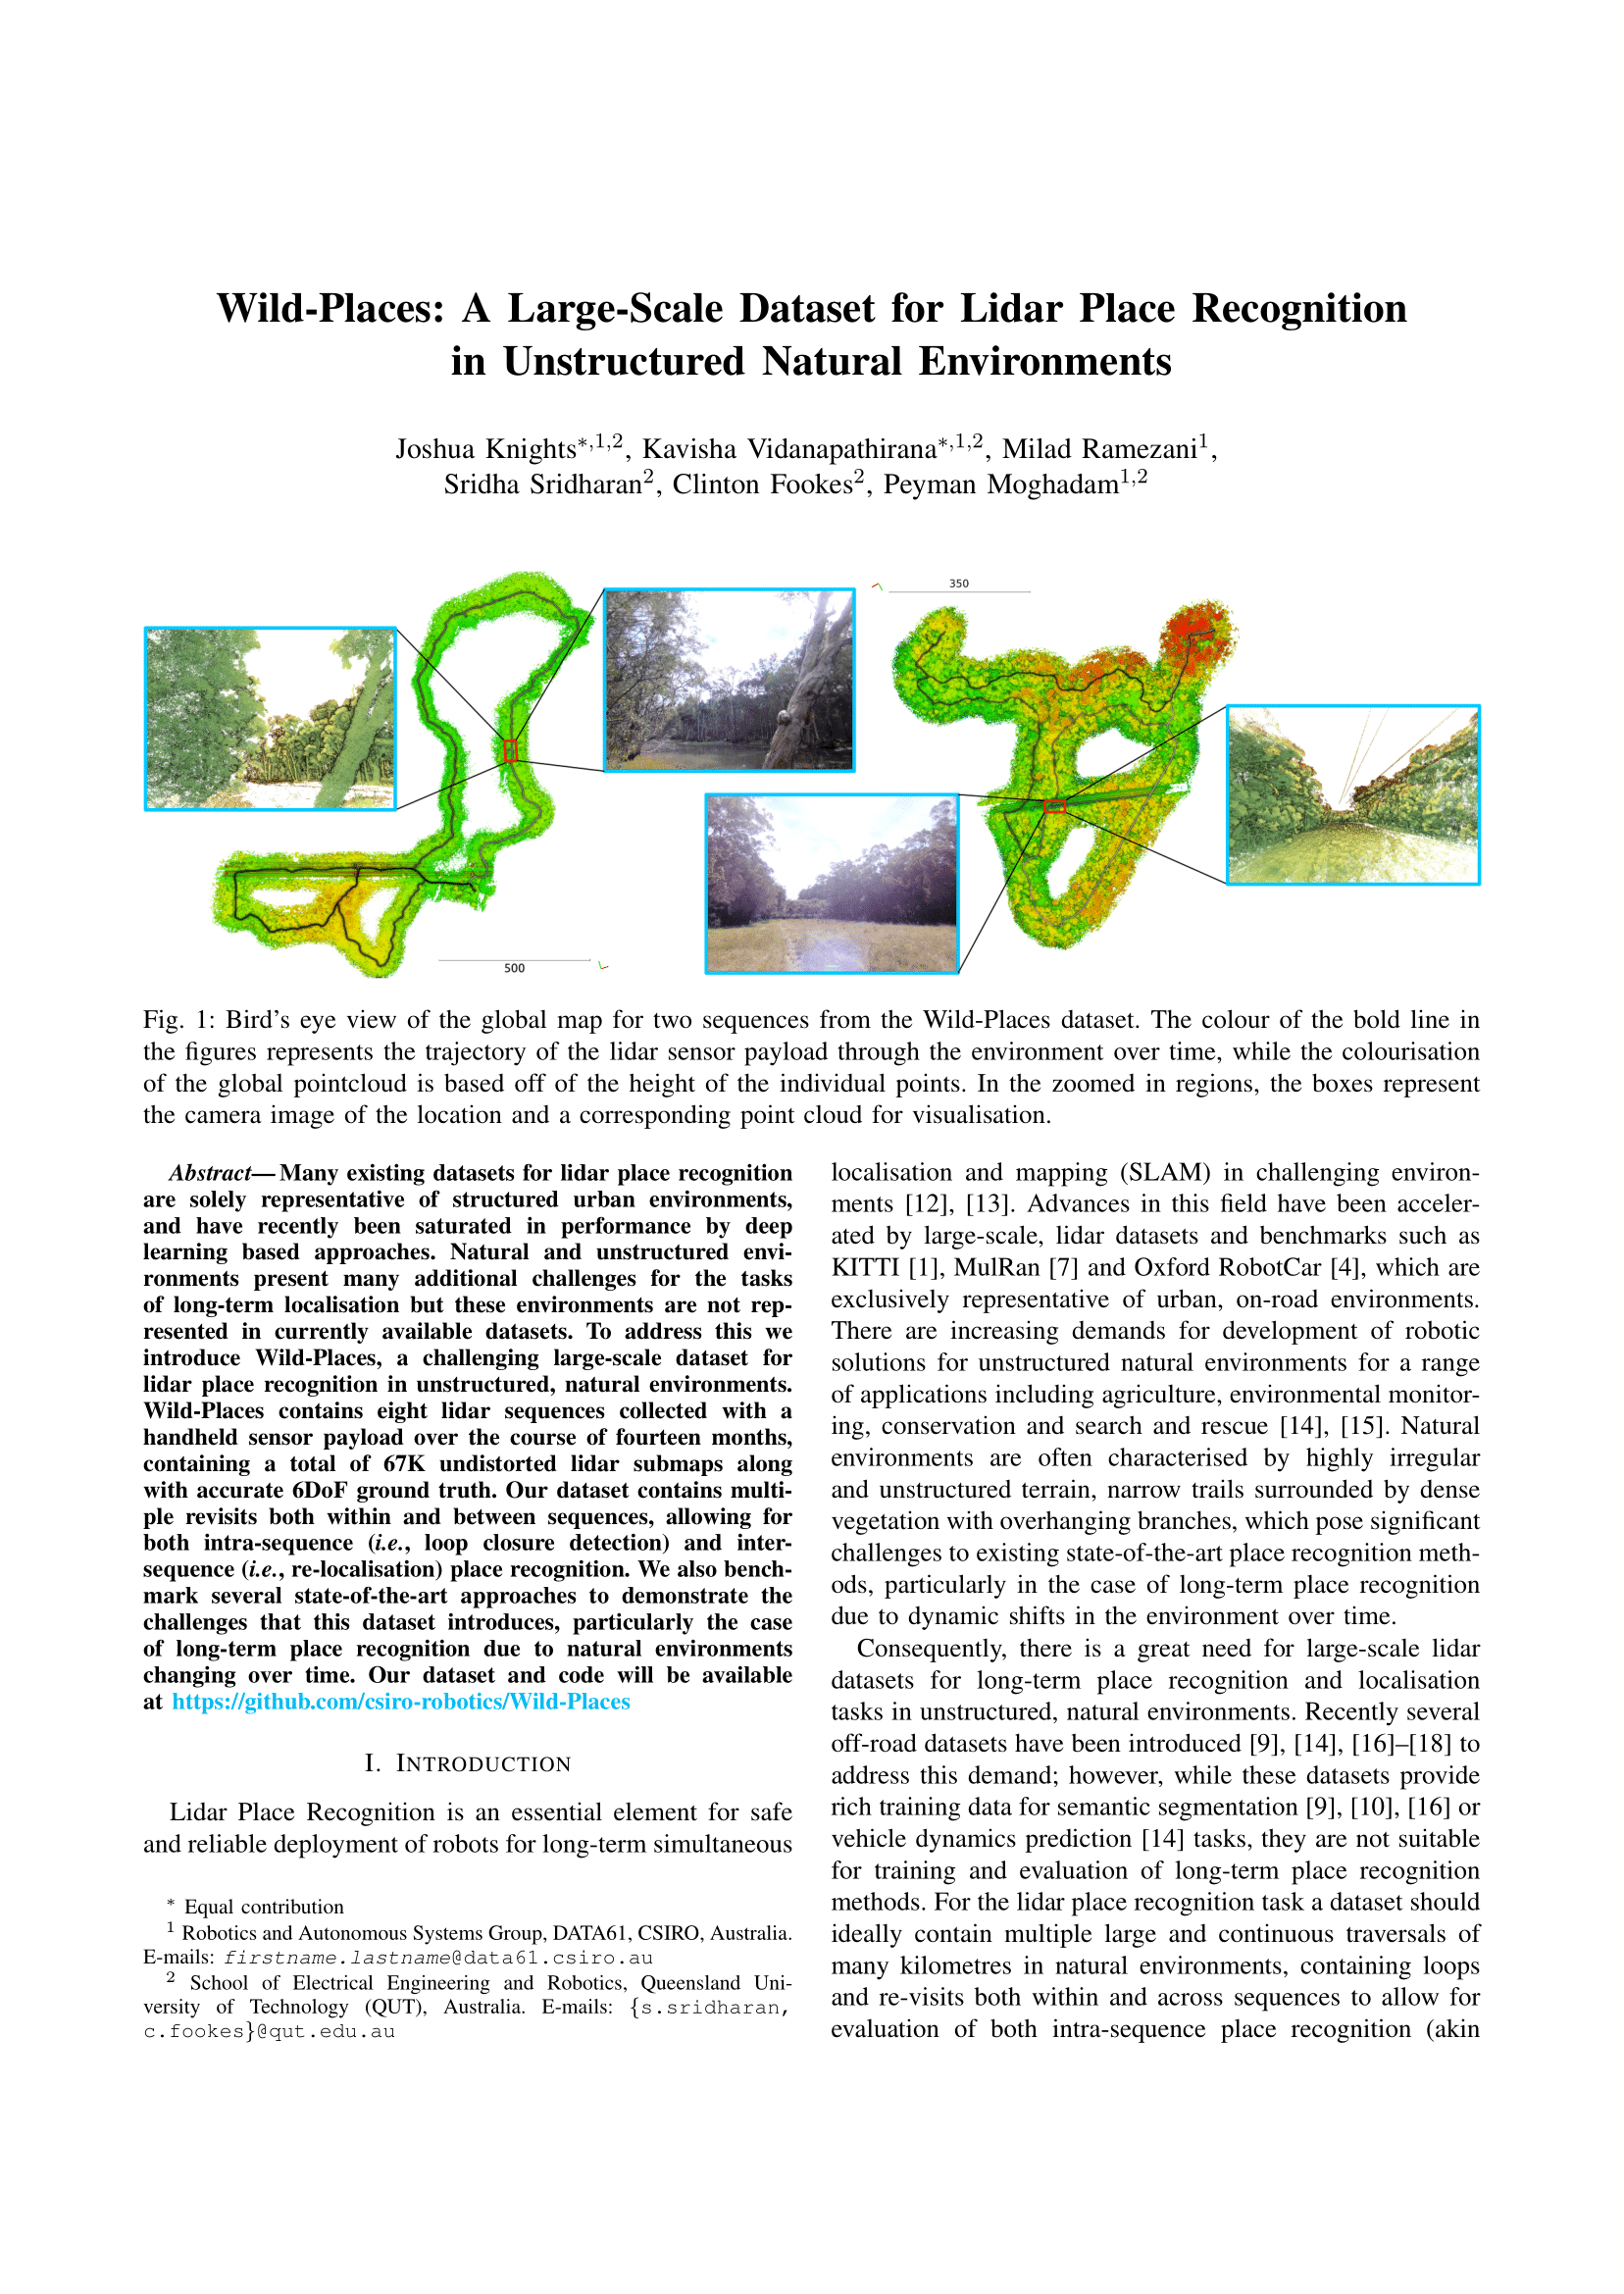 Wild-Places: A Large-Scale Dataset for Lidar Place Recognition
in Unstructured Natural Environments
Joshua Knights*,1,2, Kavisha Vidanapathirana*,1,2, Milad Ramezani1,
Sridha Sridharan2, Clinton Fookes2, Peyman Moghadam1,2
350
500
Fig. 1: Bird's eye view of the global map for two sequences from the Wild-Places dataset. The colour of the bold line in
the figures represents the trajectory of the lidar sensor payload through the environment over time, while the colourisation
of the global pointcloud is based off of the height of the individual points. In the zoomed in regions, the boxes represent
the camera image of the location and a corresponding point cloud for visualisation.
Abstract— Many existing datasets for lidar place recognition
are solely representative of structured urban environments,
and have recently been saturated in performance by deep
learning based approaches. Natural and unstructured envi-
ronments present many additional challenges for the tasks
of long-term localisation but these environments are not rep-
resented in currently available datasets. To address this we
introduce Wild-Places, a challenging large-scale dataset for
lidar place recognition in unstructured, natural environments.
Wild-Places contains eight lidar sequences collected with a
handheld sensor payload over the course of fourteen months,
containing a total of 67K undistorted lidar submaps along
with accurate 6DoF ground truth. Our dataset contains multi-
ple revisits both within and between sequences, allowing for
both intra-sequence (i.e., loop closure detection) and inter-
sequence (i.e., re-localisation) place recognition. We also bench-
mark several state-of-the-art approaches to demonstrate the
challenges that this dataset introduces, particularly the case
of long-term place recognition due to natural environments
changing over time. Our dataset and code will be available
at https://github.com/csiro-robotics/Wild-Places
I. INTRODUCTION
Lidar Place Recognition is an essential element for safe
and reliable deployment of robots for long-term simultaneous
* Equal contribution
1 Robotics and Autonomous Systems Group, DATA61, CSIRO, Australia.
E-mails: firstname.lastname@data61.csiro.au
2 School of Electrical Engineering and Robotics, Queensland Uni-
versity of Technology (QUT), Australia. E-mails: {s.sridharan,
c.fookes}@qut.edu.au
localisation and mapping (SLAM) in challenging environ-
ments [12], [13]. Advances in this field have been acceler-
ated by large-scale, lidar datasets and benchmarks such as
KITTI [1], MulRan [7] and Oxford RobotCar [4], which are
exclusively representative of urban, on-road environments.
There are increasing demands for development of robotic
solutions for unstructured natural environments for a range
of applications including agriculture, environmental monitor-
ing, conservation and search and rescue [14], [15]. Natural
environments are often characterised by highly irregular
and unstructured terrain, narrow trails surrounded by dense
vegetation with overhanging branches, which pose significant
challenges to existing state-of-the-art place recognition meth-
ods, particularly in the case of long-term place recognition
due to dynamic shifts in the environment over time.
Consequently, there is a great need for large-scale lidar
datasets for long-term place recognition and localisation
tasks in unstructured, natural environments. Recently several
off-road datasets have been introduced [9], [14], [16]–[18] to
address this demand; however, while these datasets provide
rich training data for semantic segmentation [9], [10], [16] or
vehicle dynamics prediction [14] tasks, they are not suitable
for training and evaluation of long-term place recognition
methods. For the lidar place recognition task a dataset should
ideally contain multiple large and continuous traversals of
many kilometres in natural environments, containing loops
and re-visits both within and across sequences to allow for
evaluation of both intra-sequence place recognition (akin